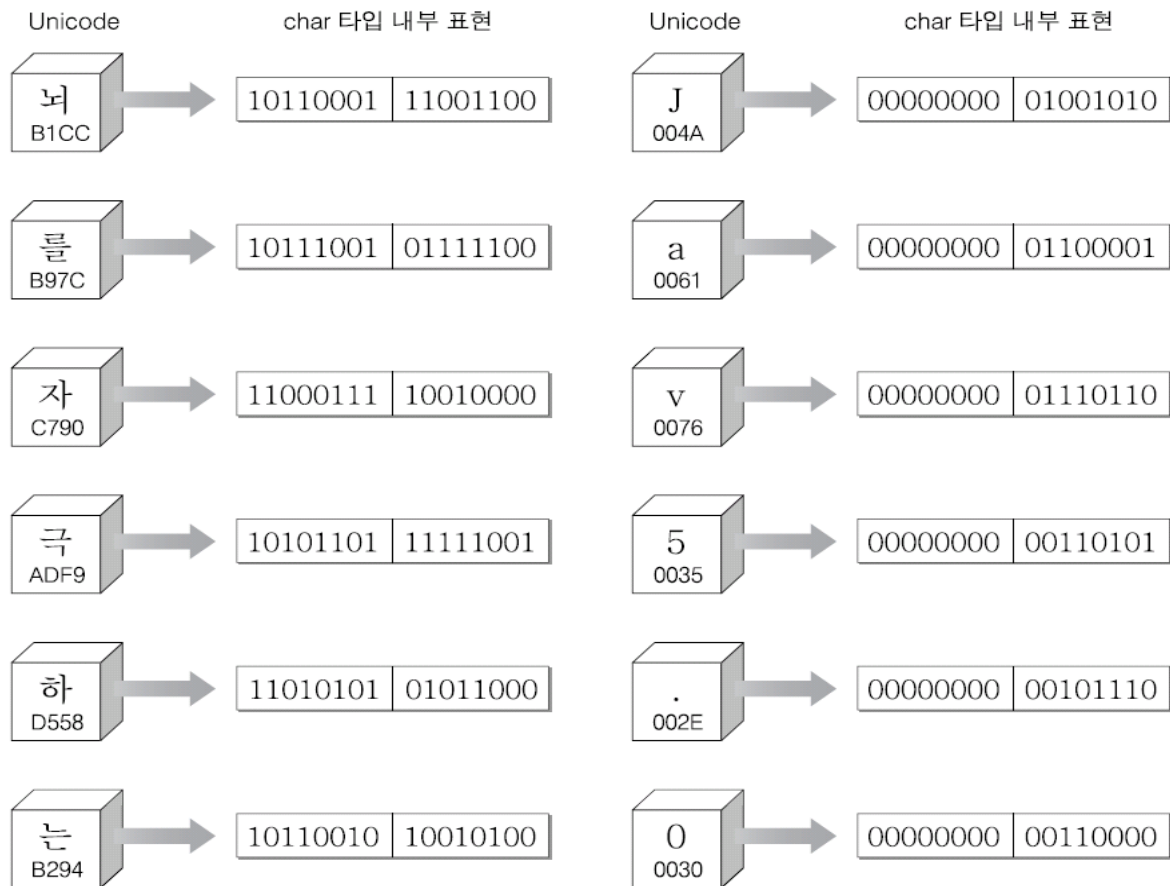 Unicode char 타입 내부 표현 Unicode char 타입 내부 표현
뇌 10110001 11001100 J 00000000 01001010
B1CC 004A
를 10111001 01111100 a 00000000 01100001
B97C 0061
자 11000111 10010000 v 00000000 01110110
C790 0076
극 10101101 11111001 5 00000000 00110101
ADF9 0035
하 11010101 01011000 . 00000000 00101110
D558 002E
는 10110010 10010100 0 00000000 00110000
B294 0030